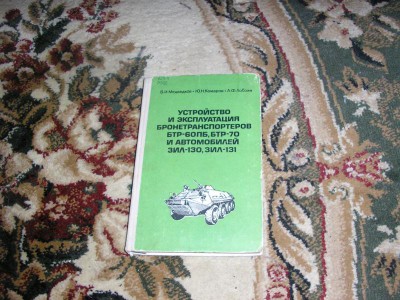 УСТРОЙСТВО
И ЭКСПЛУАТАЦИЯ
БРОНЕТРАНСПОРТЕРОВ
БТР-60ПБ, БТР-70
И АВТОМОБИЛЕЙ
ЗИЛ-130, ЗИЛ-131